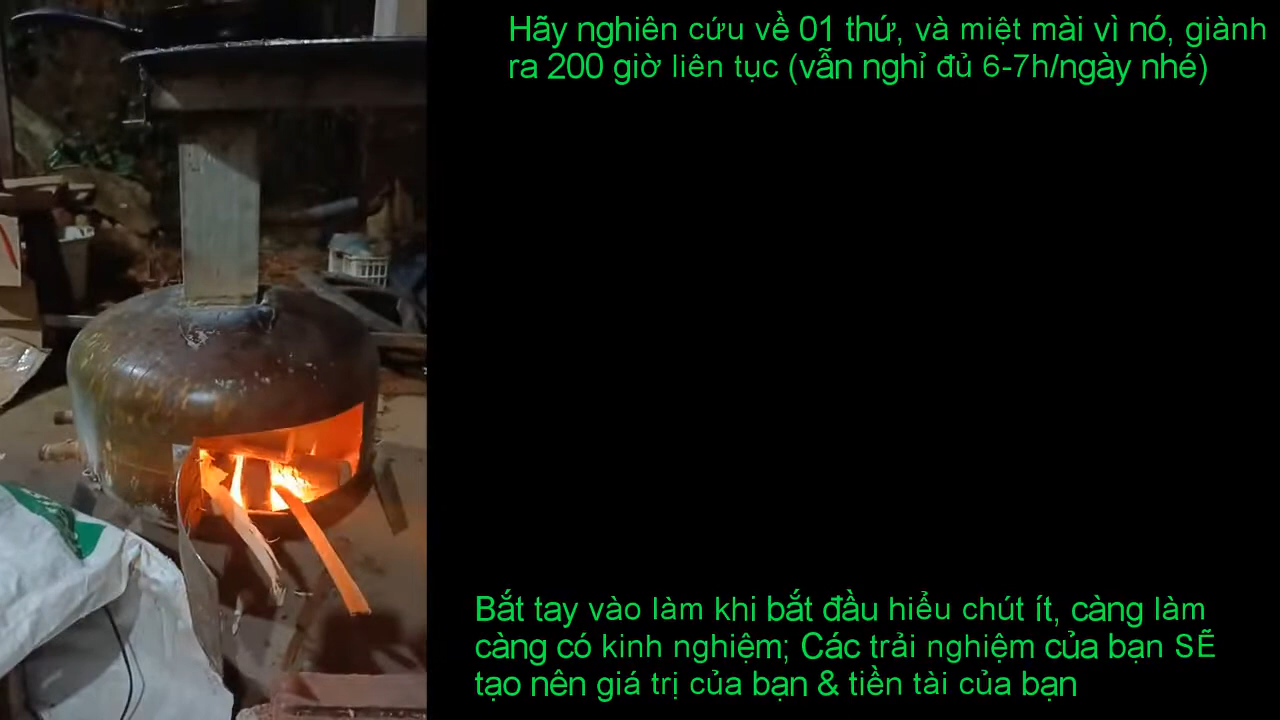 Hãy nghiên cứu về 01 thứ, và miệt mài vì nó, giành
ra 200 giờ liên tục (vẫn nghỉ đủ 6-7h/ngày nhé)
Bắt tay vào làm khi bắt đầu hiểu chút ít, càng làm
càng có kinh nghiệm; Các trải nghiệm của bạn SẼ
tạo nên giá trị của bạn & tiền tài của bạn